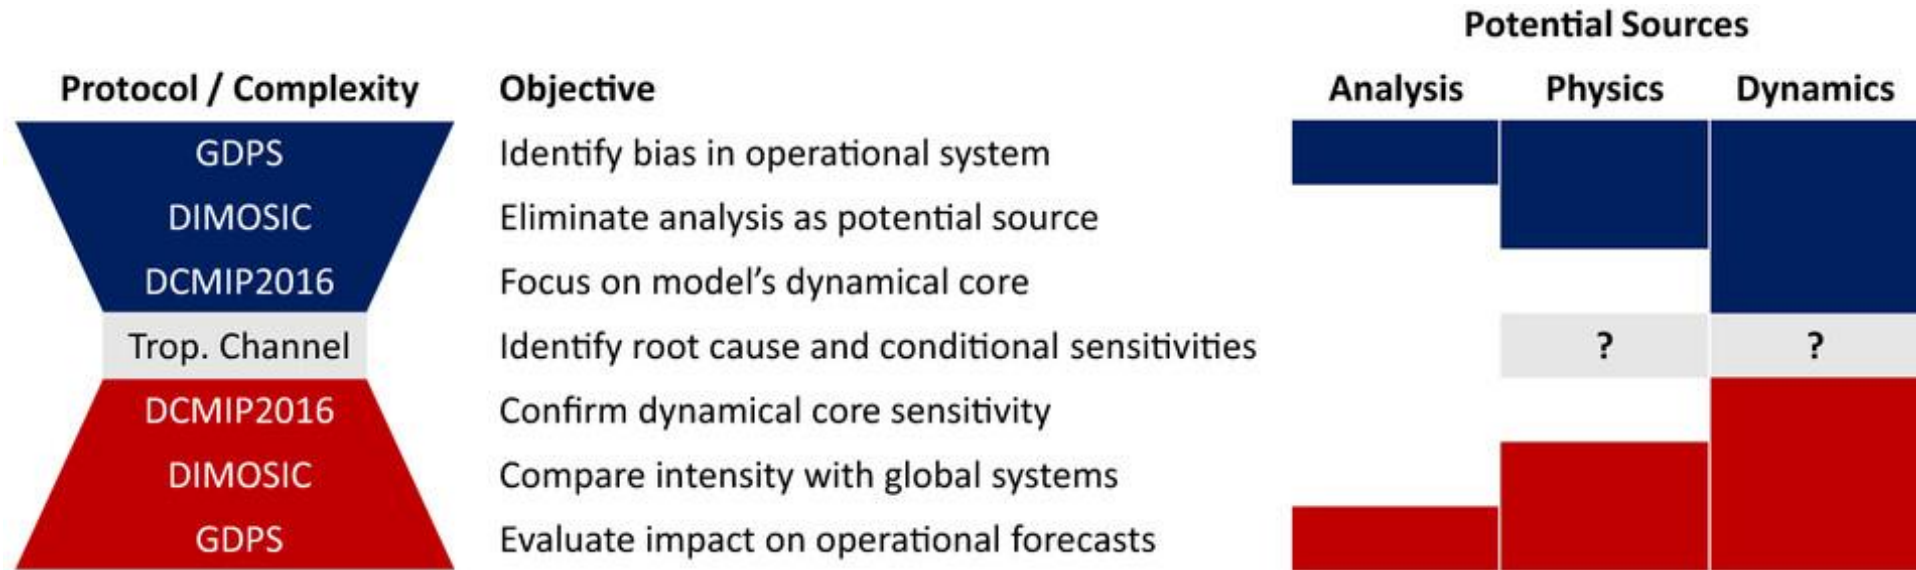 Potential Sources
Protocol / Complexity Objective Analysis Physics Dynamics
GDPS Identify bias in operational system
DIMOSIC Eliminate analysis as potential source
DCMIP2016 Focus on model’s dynamical core
Trop. Channel Identify root cause and conditional sensitivities ? ?
DCMIP2016 Confirm dynamical core sensitivity
DIMOSIC Compare intensity with global systems
GDPS Evaluate impact on operational forecasts